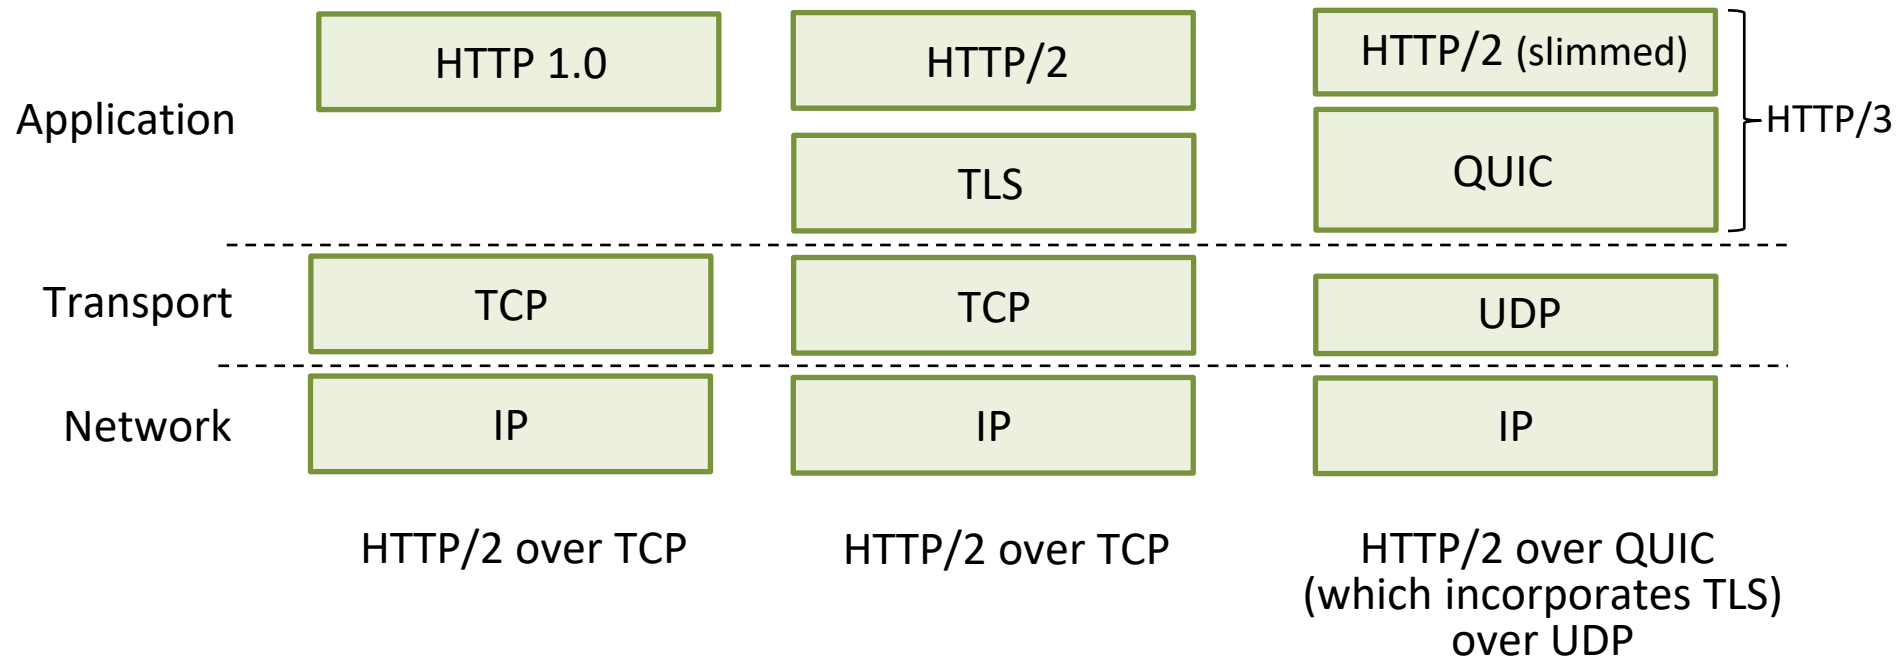 HTTP 1.0
HTTP/2
HTTP/2 (slimmed)
Application
HTTP/3
TLS
QUIC
Transport
TCP
TCP
UDP
Network
IP
IP
IP
HTTP/2 over TCP
HTTP/2 over TCP
HTTP/2 over QUIC
(which incorporates TLS)
over UDP